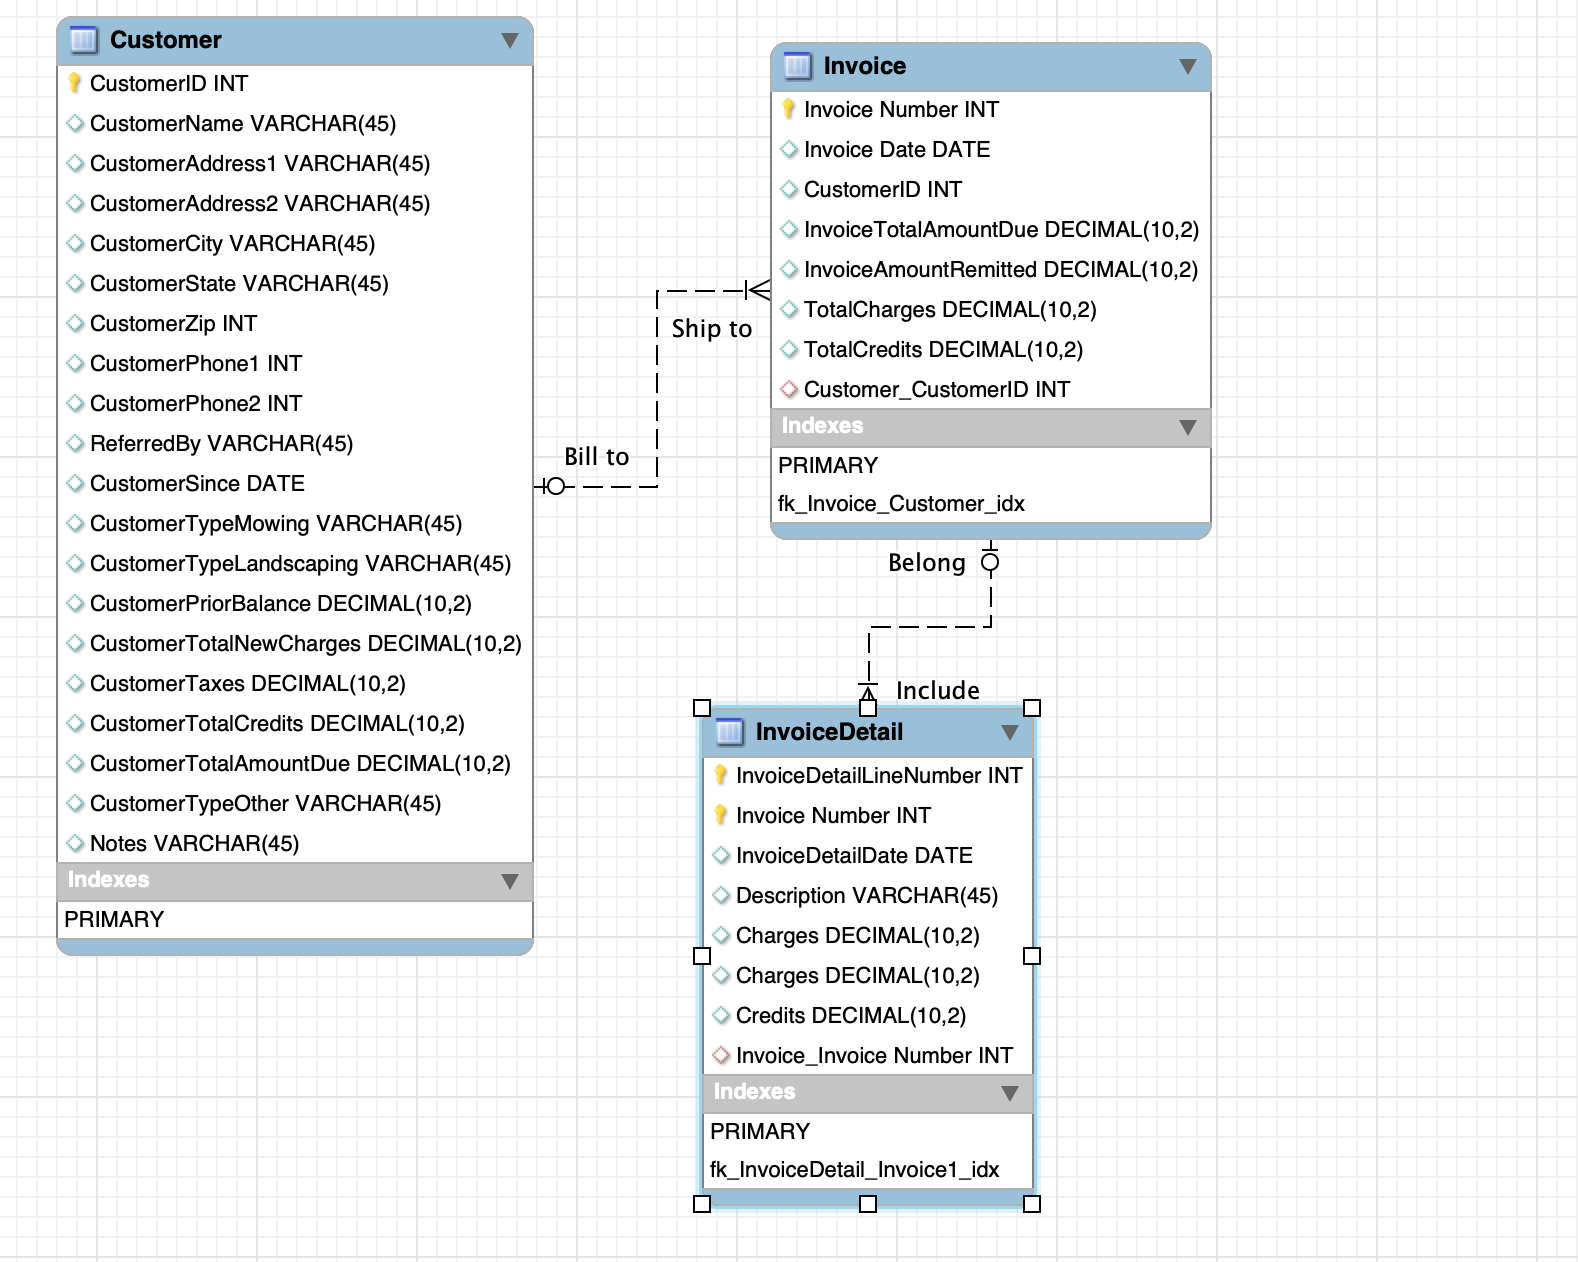 Customer
CustomerID INT
CustomerName VARCHAR(45)
CustomerAddress1 VARCHAR(45)
CustomerAddress2 VARCHAR(45)
CustomerCity VARCHAR(45)
CustomerState VARCHAR(45)
CustomerZip INT
CustomerPhone1 INT
CustomerPhone2 INT
ReferredBy VARCHAR(45)
CustomerSince DATE
CustomerTypeMowing VARCHAR(45)
CustomerTypeLandscaping VARCHAR(45)
CustomerPriorBalance DECIMAL(10,2)
CustomerTotalNewCharges DECIMAL(10,2)
CustomerTaxes DECIMAL(10,2)
CustomerTotalCredits DECIMAL(10,2)
CustomerTotalAmountDue DECIMAL(10,2)
CustomerTypeOther VARCHAR(45)
Notes VARCHAR(45)
Indexes
PRIMARY
Bill to
Ship to
Invoice
Invoice Number INT
Invoice Date DATE
CustomerID INT
InvoiceTotalAmountDue DECIMAL(10,2)
InvoiceAmountRemitted DECIMAL(10,2)
TotalCharges DECIMAL(10,2)
TotalCredits DECIMAL(10,2)
Customer_CustomerID INT
Indexes
PRIMARY
fk_Invoice_Customer_idx
Belong
Include
InvoiceDetail
InvoiceDetailLineNumber INT
Invoice Number INT
InvoiceDetailDate DATE
Description VARCHAR(45)
Charges DECIMAL(10,2)
Charges DECIMAL(10,2)
Credits DECIMAL(10,2)
Invoice_Invoice Number INT
Indexes
PRIMARY
fk_InvoiceDetail_Invoice1_idx